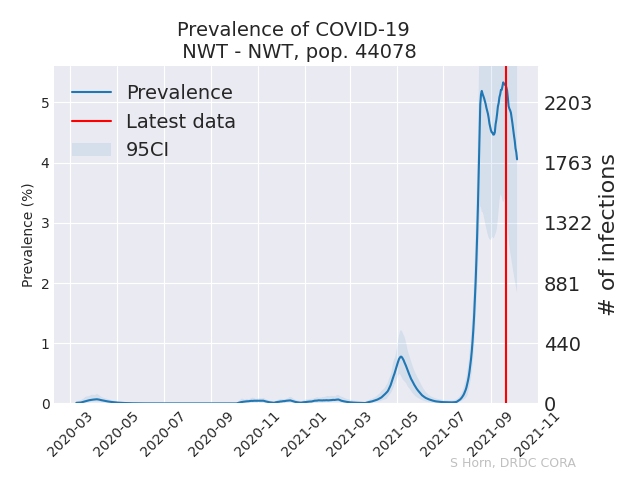 Prevalence of COVID-19
NWT - NWT, pop. 44078
Prevalence
Latest data
95CI
Prevalence (%)
5
4
3
2
1
0
2203
1763
1322
881
440
0
# of infections
2020-03
2020-05
2020-07
2020-09
2020-11
2021-01
2021-03
2021-05
2021-07
2021-09
2021-11
S Horn, DRDC CORA